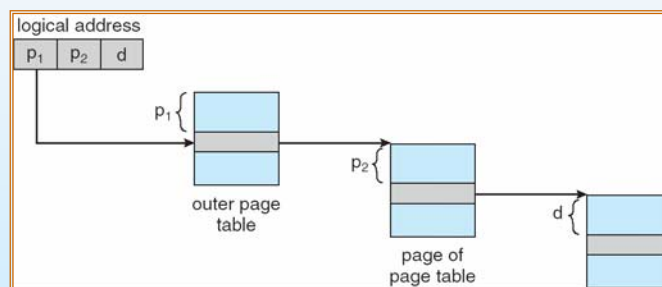 logical address
p1 p2 d
p1
outer page
table
p2
page of
page table
d